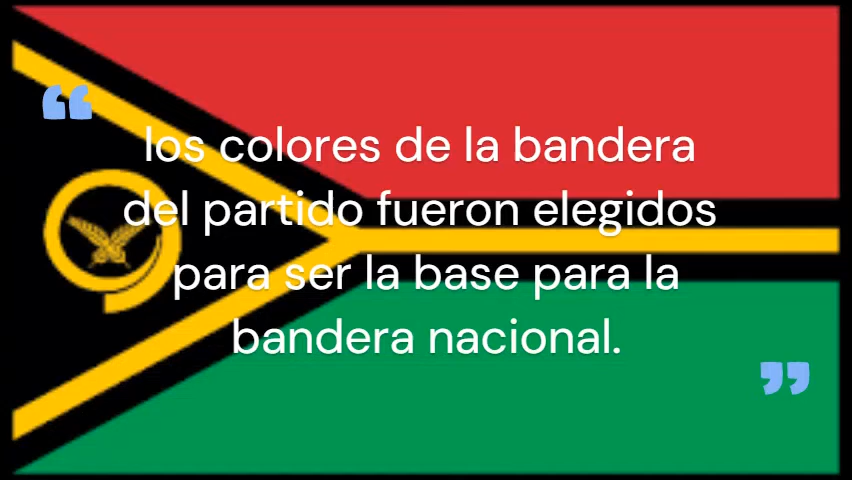 “
los colores de la bandera
del partido fueron elegidos
para ser la base para la
bandera nacional.
”